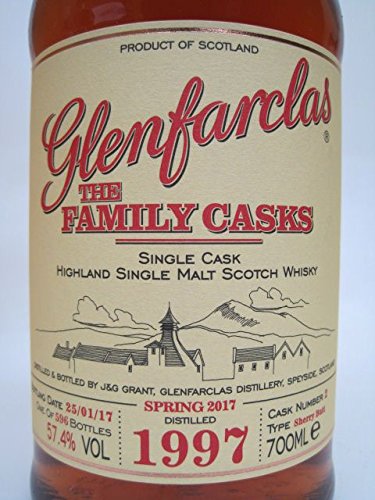 PRODUCT OF SCOTLAND
Glenfarclas®
THE
FAMILY CASKS
SINGLE CASK
HIGHLAND SINGLE MALT SCOTCH WHISKY
DISTILLED & BOTTLED BY J&G GRANT, GLENFARCLAS DISTILLERY, SPEYSIDE, SCOTLAND
DATE 25/01/17
ONE OF 596 BOTTLES
57.4% VOL
SPRING 2017
DISTILLED
1997
CASK NUMBER
TYPE Sherry Butt
700ML e